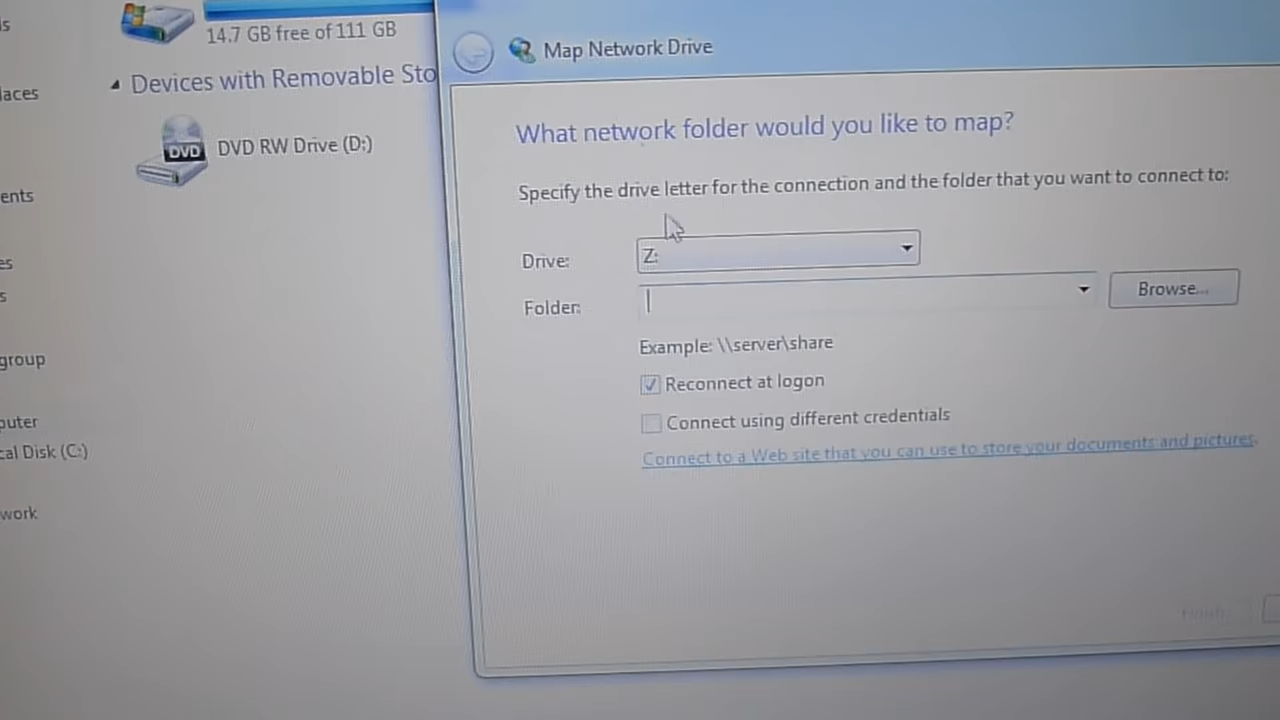 14.7 GB free of 111 GB
Devices with Removable Sto
DVD
DVD RW Drive (D:)
s
laces
ents
es
s
group
puter
cal Disk (C:)
work
Map Network Drive
What network folder would you like to map?
Specify the drive letter for the connection and the folder that you want to connect to:
Drive:
Z:
Folder:
Browse...
Example: \\server\share
Reconnect at logon
Connect using different credentials
Connect to a Web site that you can use to store your documents and pictures.
Finish